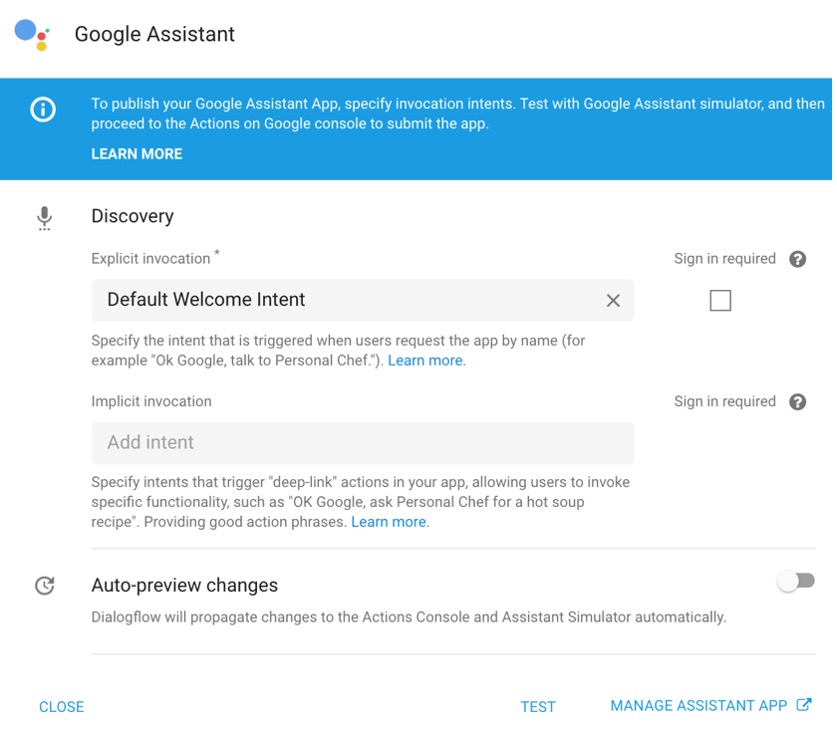 Google Assistant
To publish your Google Assistant App, specify invocation intents. Test with Google Assistant simulator, and then
proceed to the Actions on Google console to submit the app.
LEARN MORE
Discovery
Explicit invocation *
Sign in required ?
Default Welcome Intent
Specify the intent that is triggered when users request the app by name (for
example "Ok Google, talk to Personal Chef."). Learn more.
Implicit invocation
Sign in required ?
Add intent
Specify intents that trigger "deep-link" actions in your app, allowing users to invoke
specific functionality, such as "OK Google, ask Personal Chef for a hot soup
recipe". Providing good action phrases. Learn more.
Auto-preview changes
Dialogflow will propagate changes to the Actions Console and Assistant Simulator automatically.
CLOSE
TEST
MANAGE ASSISTANT APP